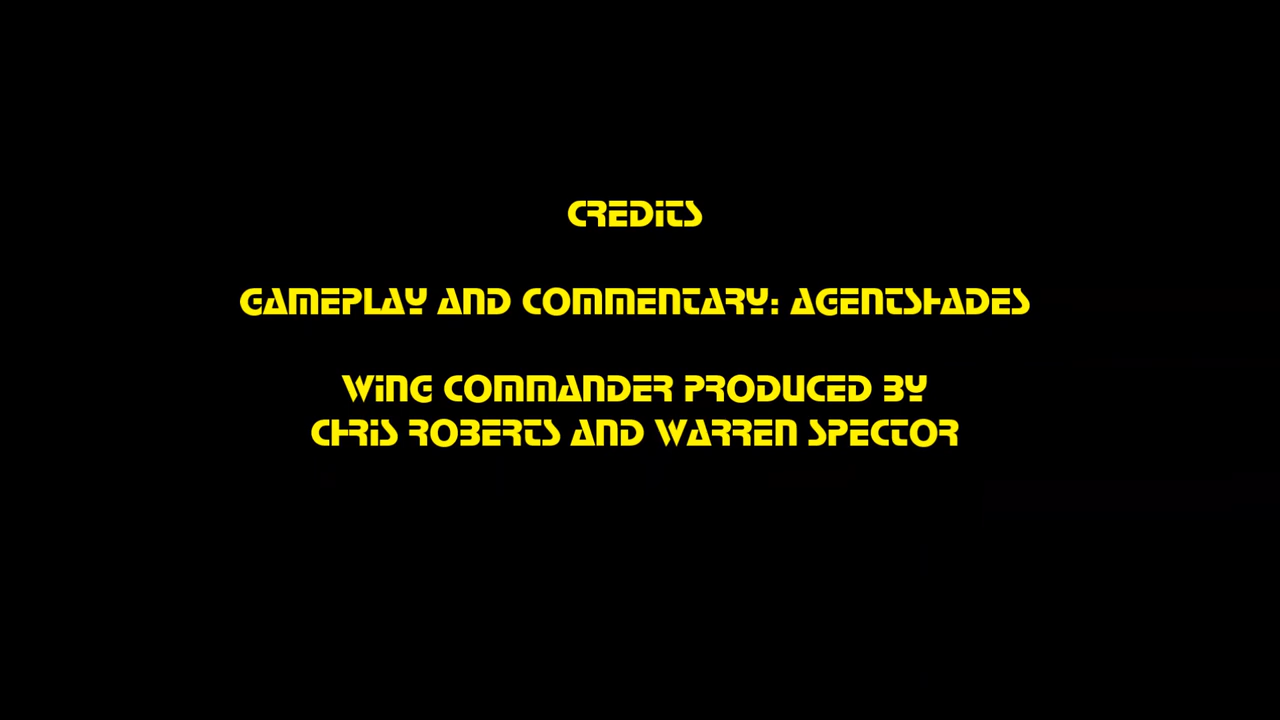 CREDITS
GAMEPLAY AND COMMENTARY: AGENTSHADES
WING COMMANDER PRODUCED BY
CHRIS ROBERTS AND WARREN SPECTOR